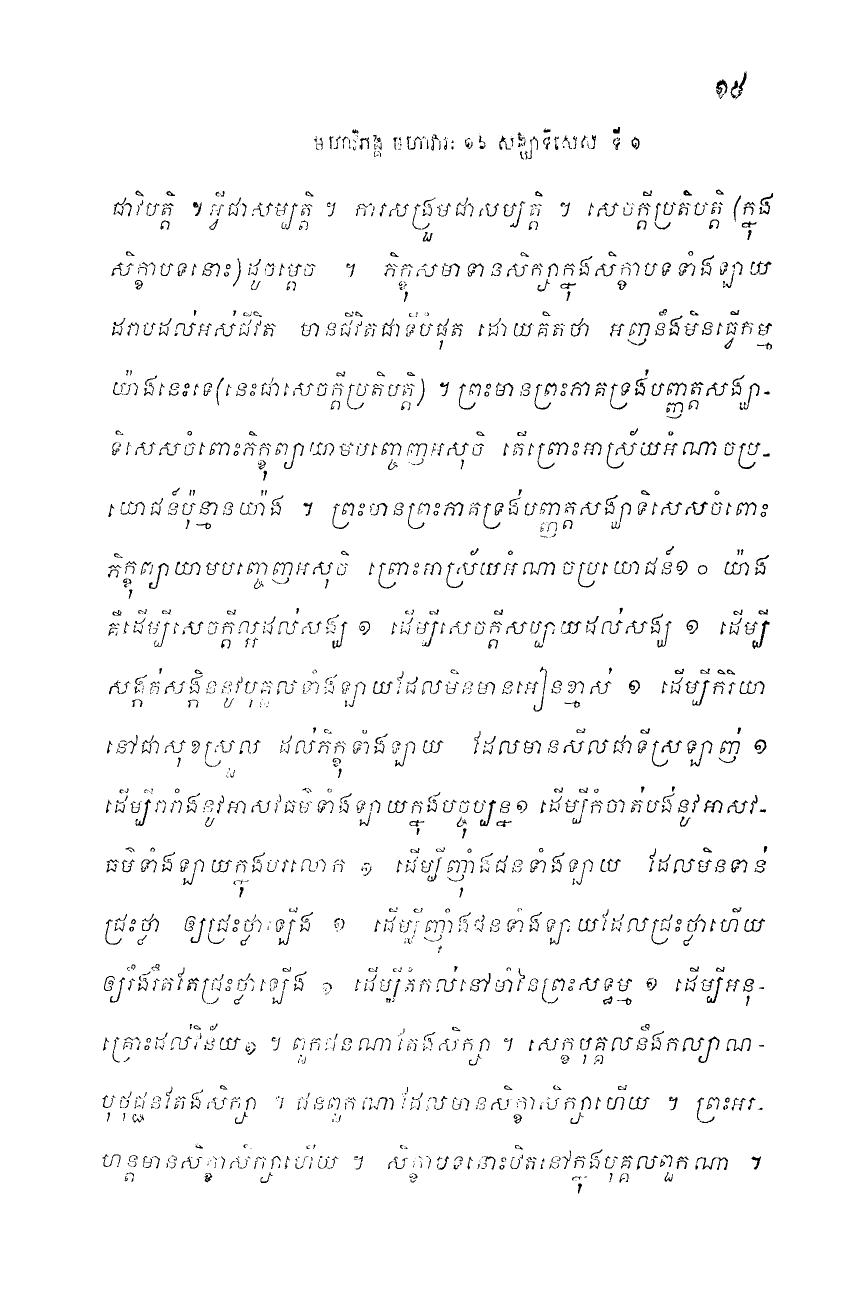 ១៩
មហាវិភង្គ មហាវារៈ ១៦ សង្ឃាទិសេស ទី ១
ជាវិបត្តិ ។ អ្វីជាសម្បត្តិ ។ ការសង្រួមជាសម្បត្តិ ។ សេចក្តីប្រតិបត្តិ (ក្នុង
សិក្ខាបទនោះ) ដូចម្តេច ។ ភិក្ខុសមាទានសិក្សាក្នុងសិក្ខាបទទាំងឡាយ
ដរាបដល់អស់ជីវិត មានជីវិតជាទីបំផុត ដោយគិតថា អញនឹងមិនធ្វើកម្ម
យ៉ាងនេះទេ (នេះជាសេចក្តីប្រតិបត្តិ) ។ ព្រះមានព្រះភាគទ្រង់បញ្ញត្តសង្ឃា-
ទិសេសចំពោះភិក្ខុព្យាយាមបញ្ចេញអសុចិ តើព្រោះអាស្រ័យអំណាចប្រ-
យោជន៍ប៉ុន្មានយ៉ាង ។ ព្រះមានព្រះភាគទ្រង់បញ្ញត្តសង្ឃាទិសេសចំពោះ
ភិក្ខុព្យាយាមបញ្ចេញអសុចិ ព្រោះអាស្រ័យអំណាចប្រយោជន៍១០ យ៉ាង
គឺដើម្បីសេចក្តីល្អដល់សង្ឃ ១ ដើម្បីសេចក្តីសប្បាយដល់សង្ឃ ១ ដើម្បី
សង្កត់សង្កិននូវបុគ្គលទាំងឡាយដែលមិនមានអៀនខ្មាស់ ១ ដើម្បីកិរិយា
នៅជាសុខស្រួល ដល់ភិក្ខុទាំងឡាយ ដែលមានសីលជាទីស្រឡាញ់ ១
ដើម្បីរារាំងនូវអាសវធម៌ទាំងឡាយក្នុងបច្ចុប្បន្ន១ ដើម្បីកំចាត់បង់នូវអាសវ-
ធម៌ទាំងឡាយក្នុងបរលោក ១ ដើម្បីញ៉ាំងជនទាំងឡាយ ដែលមិនទាន់
ជ្រះថ្លា ឲ្យជ្រះថ្លាឡើង ១ ដើម្បីញ៉ាំងជនទាំងឡាយដែលជ្រះថ្លាហើយ
ឲ្យរឹងរឹតតែជ្រះថ្លាឡើង ១ ដើម្បីតំកល់នៅមាំនៃព្រះសទ្ធម្ម ១ ដើម្បីអនុ-
គ្រោះដល់វិន័យ១ ។ ពួកជនណាតែងសិក្សា ។ សេក្ខបុគ្គលនឹងកល្យាណ-
បុថុជ្ជនតែងសិក្សា ។ ជនពួកណាដែលមានសិក្ខាសិក្សាហើយ ។ ព្រះអរ-
ហន្តមានសិក្ខាសិក្សាហើយ ។ សិក្ខាបទនោះឋិតនៅក្នុងបុគ្គលពួកណា ។